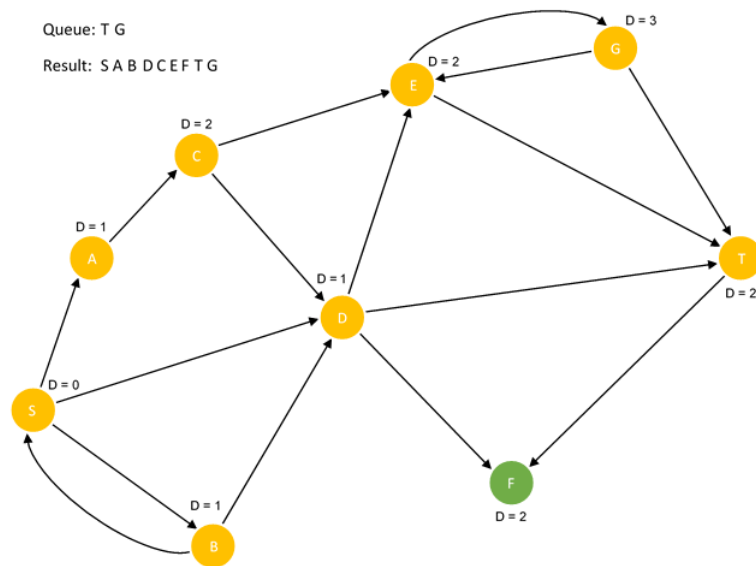 Queue: T G
Result: S A B D C E F T G
D = 3
G
D = 2
E
D = 2
C
D = 1
A
T
D = 2
D = 1
D
D = 0
S
F
D = 2
D = 1
B